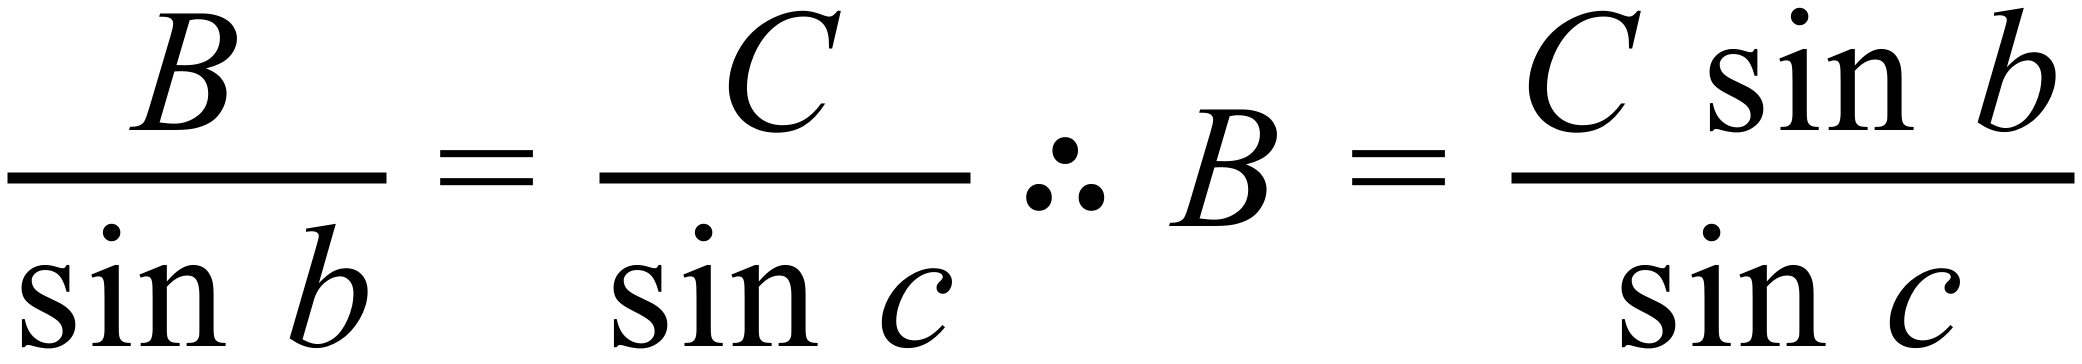 B/sin b = C/sin c ∴ B = C sin b/sin c